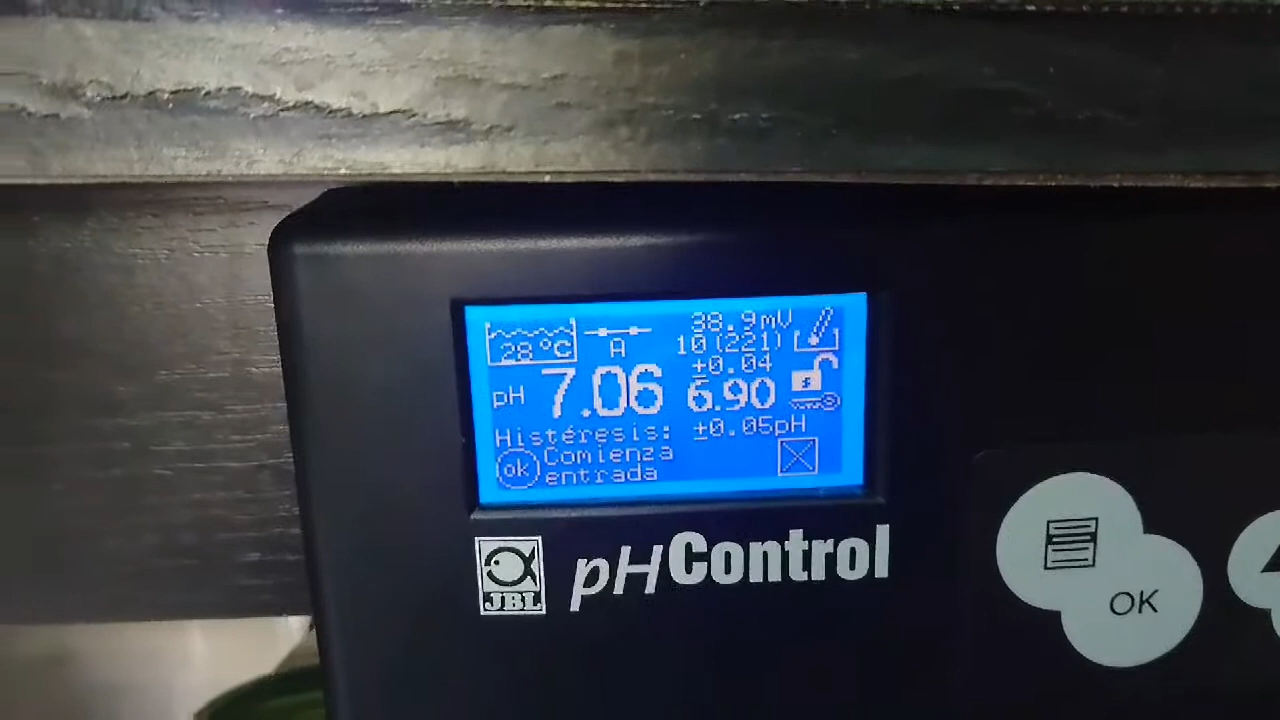 28 °C
A
38.9mV
10(221)
±0.04
pH 7.06 6.90
Histéresis: ±0.05pH
ok Comienza
entrada
JBL pHControl
OK